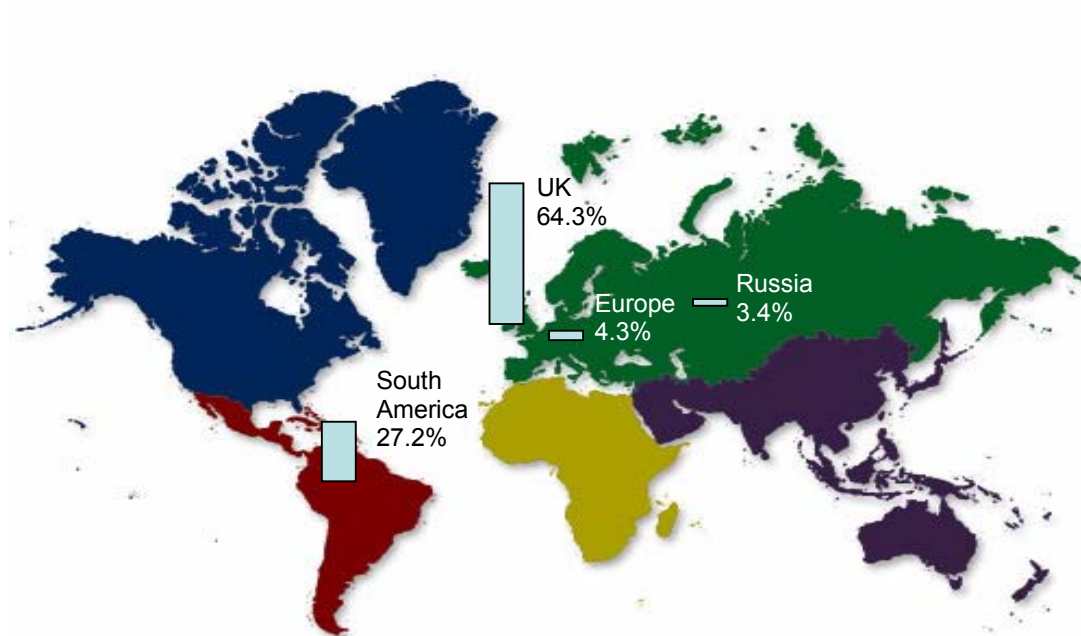 UK
64.3%
Europe
4.3%
Russia
3.4%
South
America
27.2%